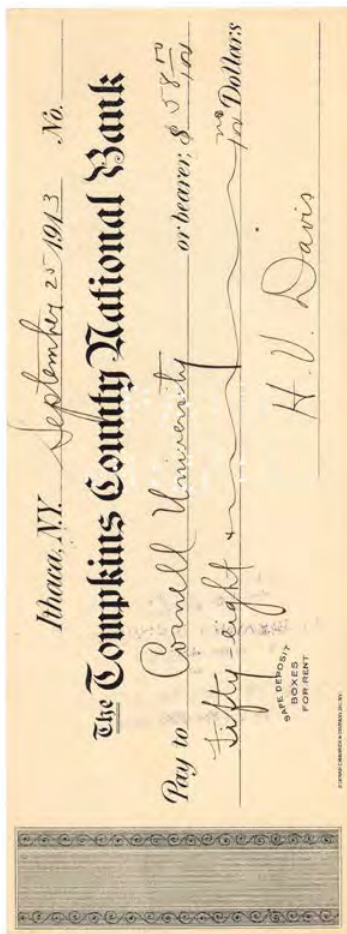 Ithaca, N.Y. September 25 1913 No.
The Tompkins County National Bank
Pay to Cornell University or bearer, $58 no/100
Fifty-eight & no/100 Dollars
SAFE DEPOSIT
BOXES
FOR RENT
H. V. Davis